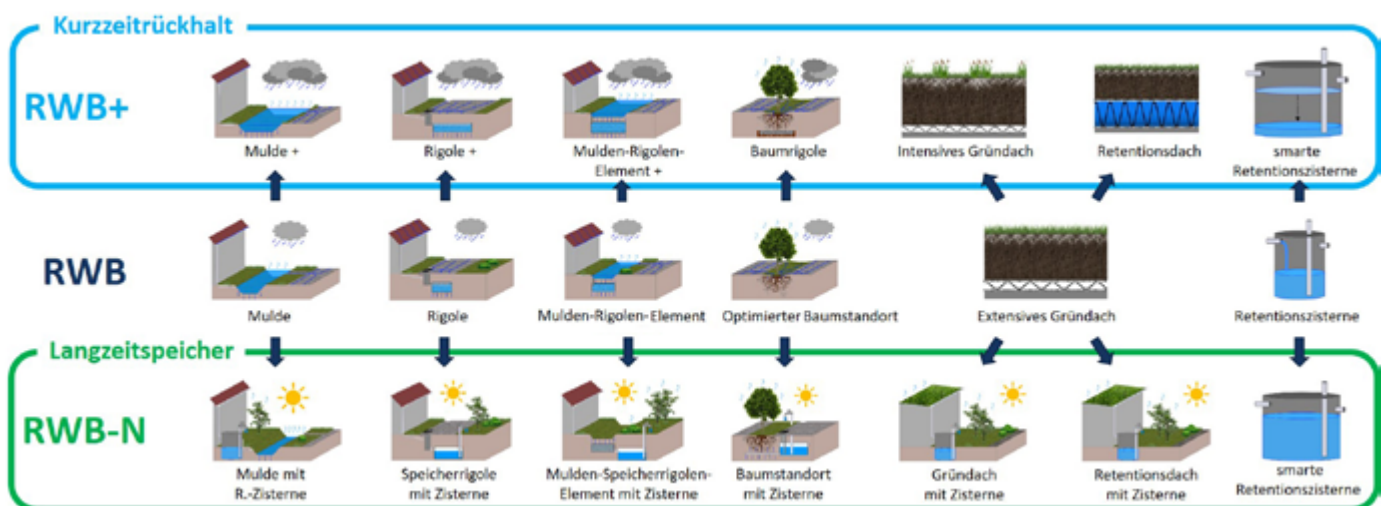 Kurzzeitrückhalt
RWB+
Mulde +
Rigole +
Mulden-Rigolen-
Element +
Baumrigole
Intensives Gründach
Retentionsdach
smarte
Retentionszisterne
RWB
Mulde
Rigole
Mulden-Rigolen-Element
Optimierter Baumstandort
Extensives Gründach
Retentionszisterne
Langzeitspeicher
RWB-N
Mulde mit
R.-Zisterne
Speicherrigole
mit Zisterne
Mulden-Speicherrigolen-
Element mit Zisterne
Baumstandort
mit Zisterne
Gründach
mit Zisterne
Retentionsdach
mit Zisterne
smarte
Retentionszisterne